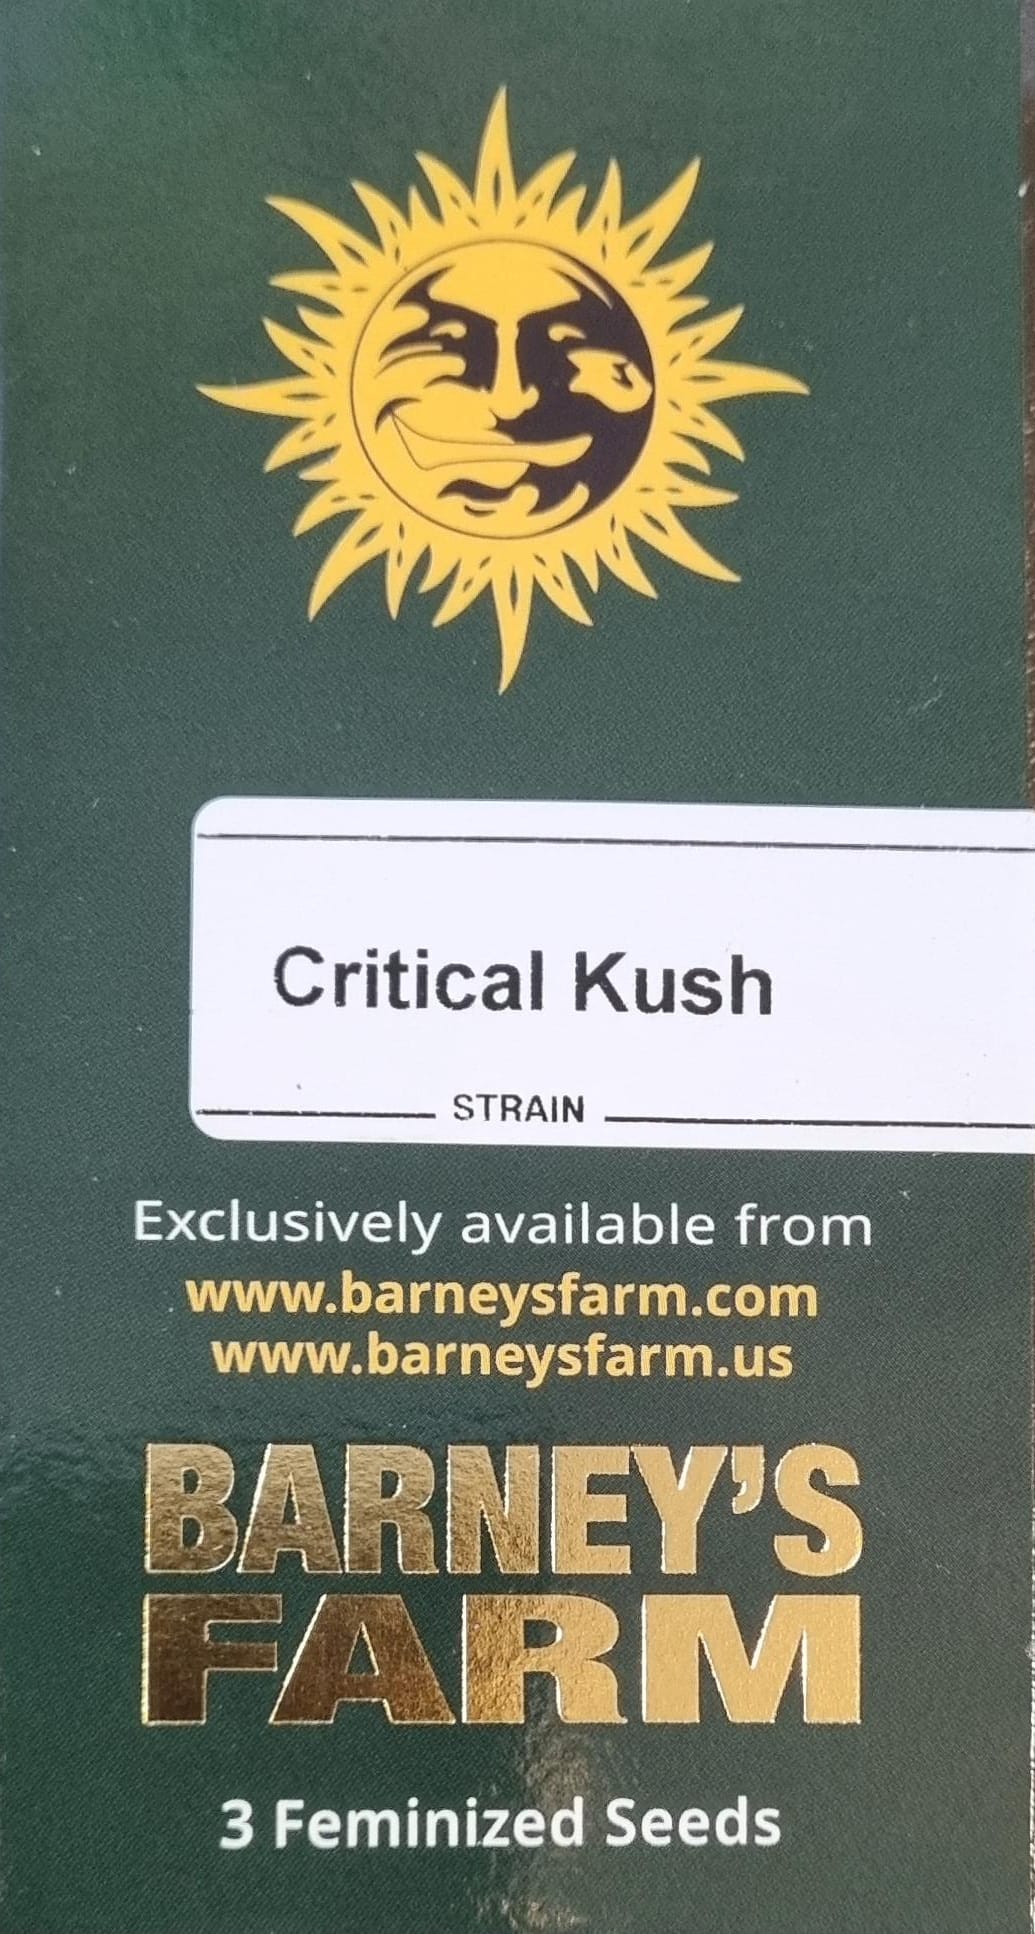 Critical Kush
STRAIN
Exclusively available from
www.barneysfarm.com
www.barneysfarm.us
BARNEY'S
FARM
3 Feminized Seeds